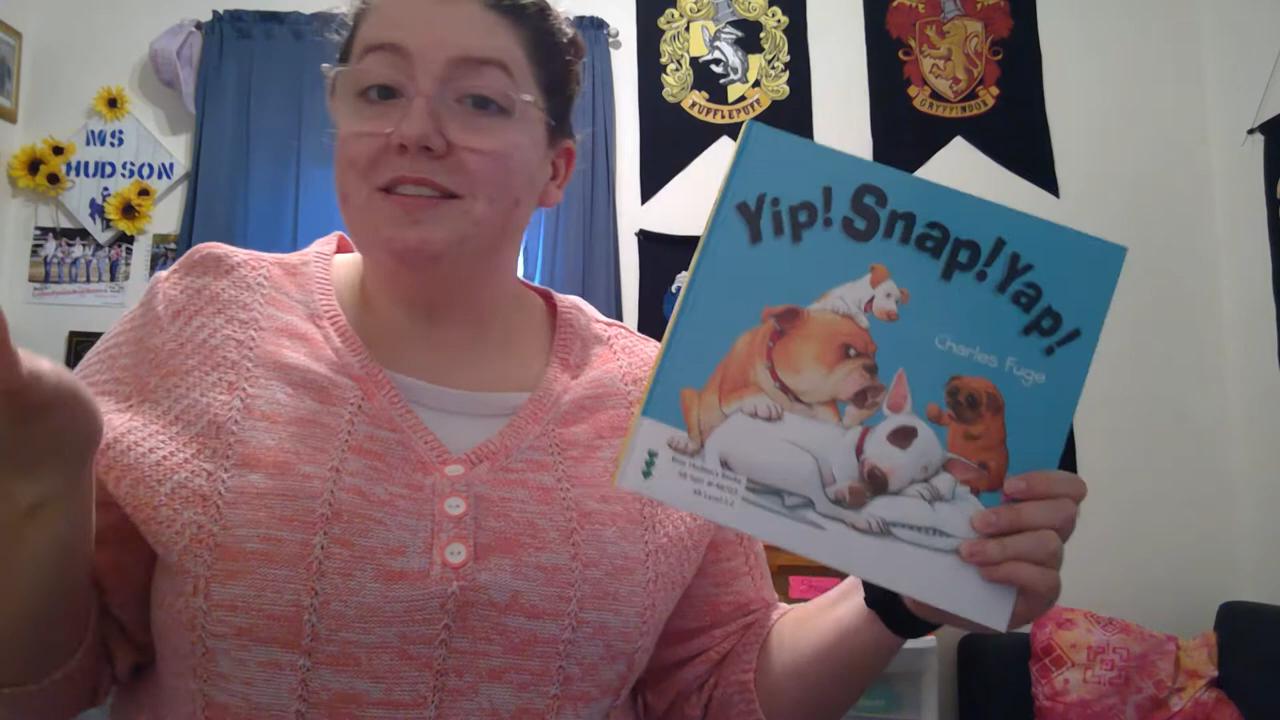 MS
HUDSON
HUFFLEPUFF
GRYFFINDOR
Yip! Snap! Yap!
Charles Fuge